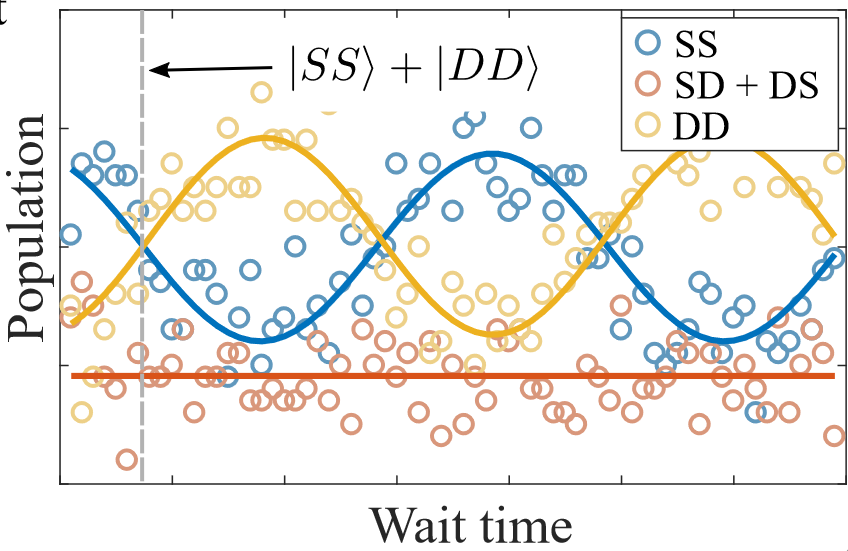 t
|SS⟩ + |DD⟩
SS
SD + DS
DD
Population
Wait time